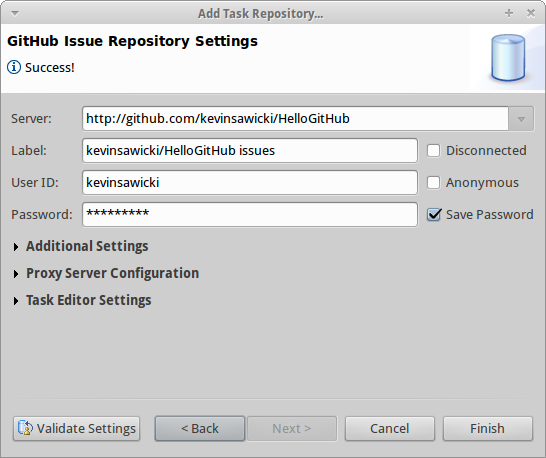 Add Task Repository...
GitHub Issue Repository Settings
Success!
Server: http://github.com/kevinsawicki/HelloGitHub
Label: kevinsawicki/HelloGitHub issues Disconnected
User ID: kevinsawicki Anonymous
Password: ********* Save Password
Additional Settings
Proxy Server Configuration
Task Editor Settings
Validate Settings < Back Next > Cancel Finish